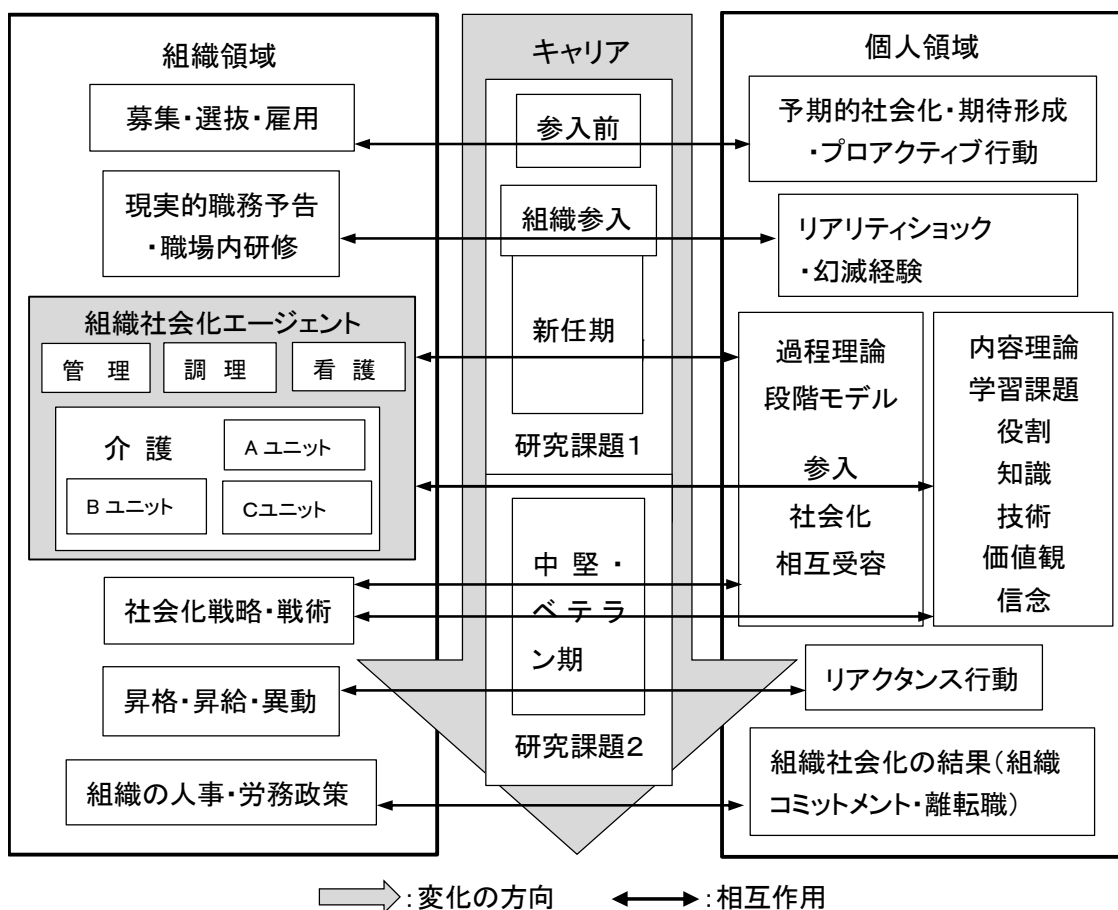 組織領域
募集・選抜・雇用
現実的職務予告
・職場内研修
組織社会化エージェント
管 理
調 理
看 護
介 護
A ユニット
B ユニット
Cユニット
社会化戦略・戦術
昇格・昇給・異動
組織の人事・労務政策
キャリア
参入前
組織参入
新任期
研究課題1
中 堅 ・
ベ テ ラ
ン期
研究課題2
個人領域
予期的社会化・期待形成
・プロアクティブ行動
リアリティショック
・幻滅経験
過程理論
段階モデル
参入
社会化
相互受容
内容理論
学習課題
役割
知識
技術
価値観
信念
リアクタンス行動
組織社会化の結果(組織
コミットメント・離転職)
:変化の方向
:相互作用